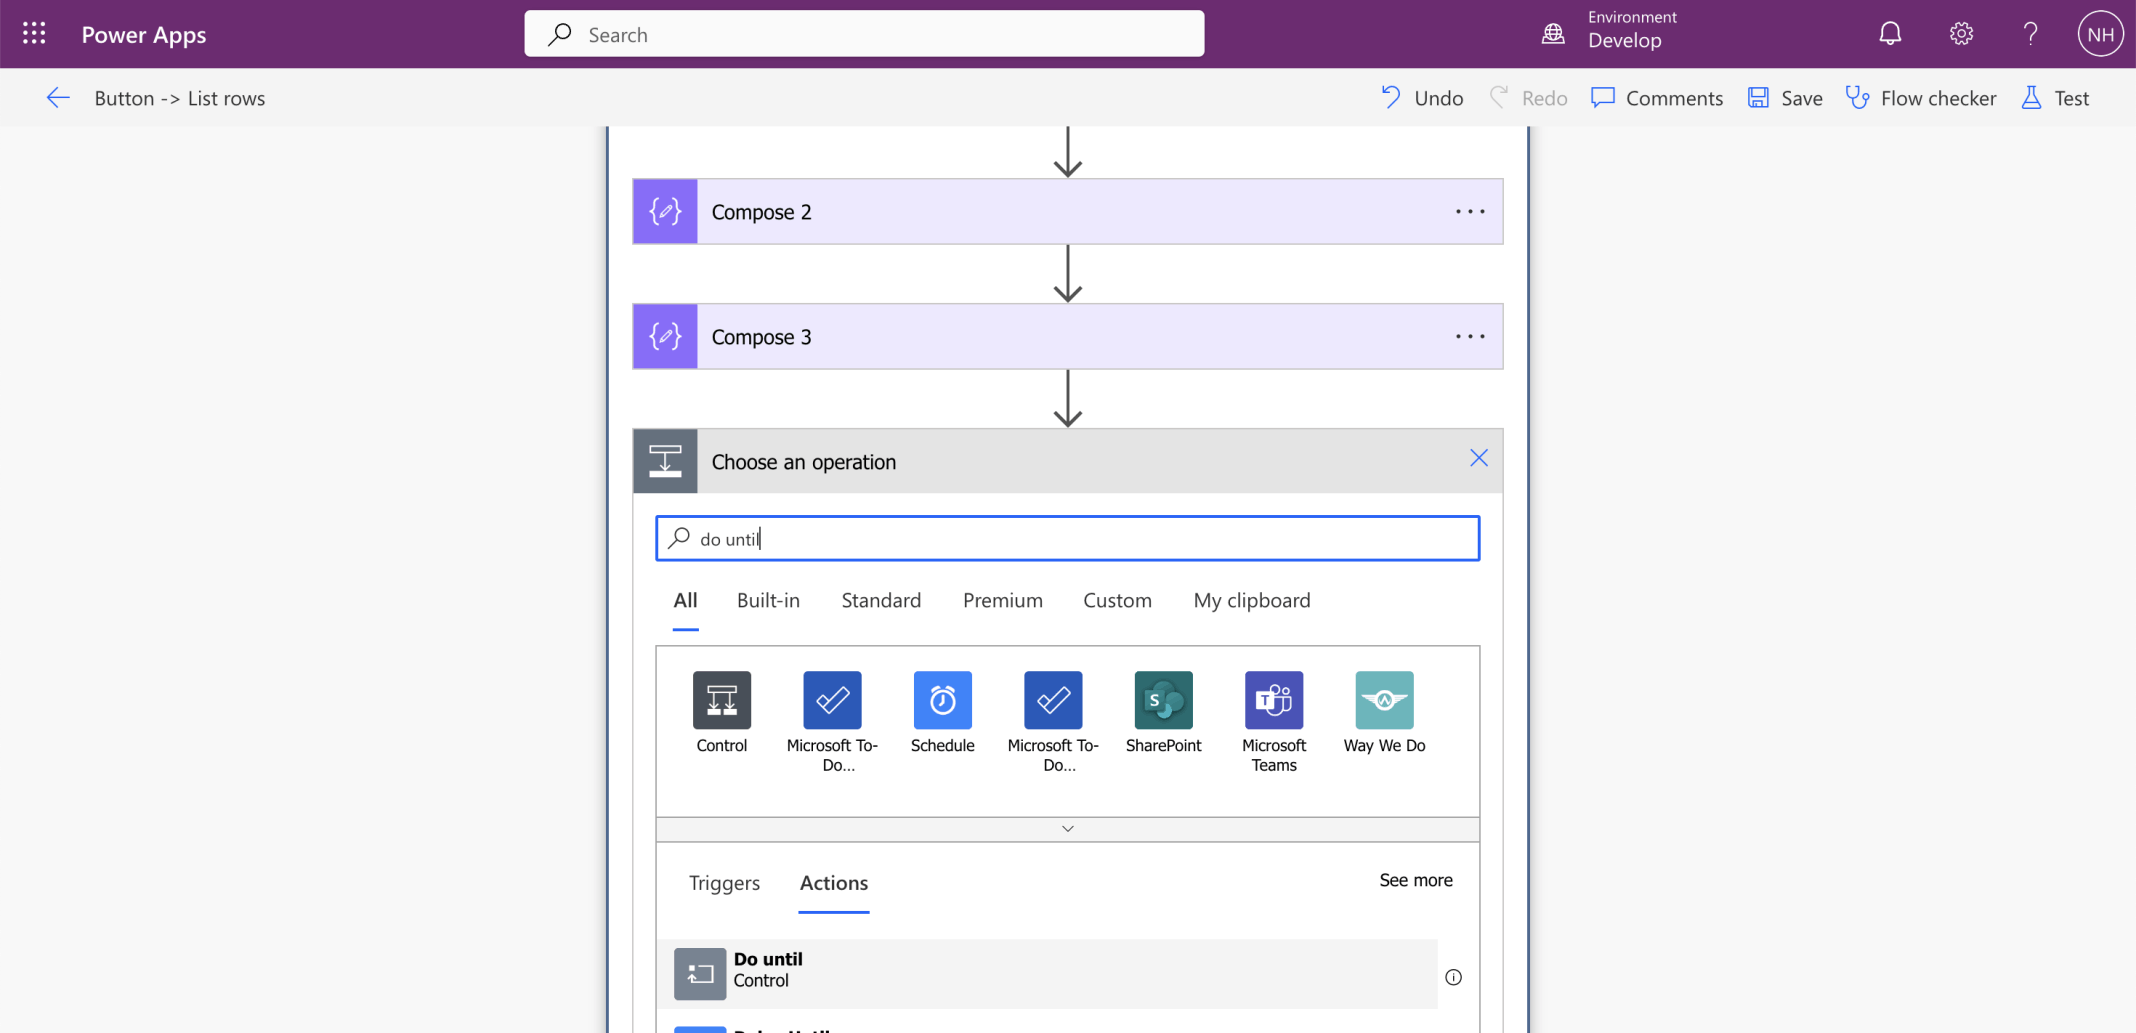 Power Apps
Search
Environment
Develop
NH
Button -> List rows
Undo
Redo
Comments
Save
Flow checker
Test
Compose 2
Compose 3
Choose an operation
do until
All
Built-in
Standard
Premium
Custom
My clipboard
Control
Microsoft To-
Do...
Schedule
Microsoft To-
Do...
SharePoint
Microsoft
Teams
Way We Do
Triggers
Actions
See more
Do until
Control